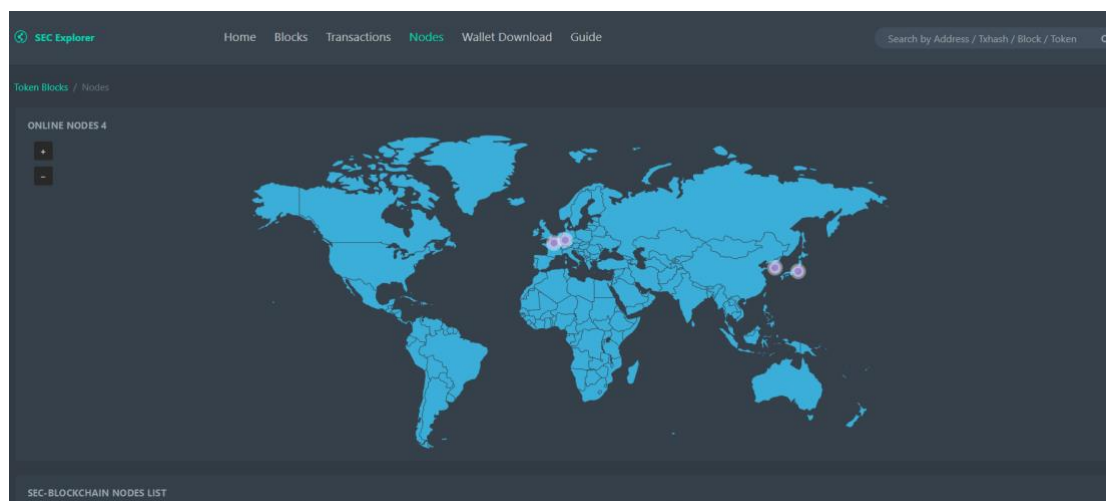 SEC Explorer
Home Blocks Transactions Nodes Wallet Download Guide
Search by Address / Txhash / Block / Token
Token Blocks / Nodes
ONLINE NODES 4
+
−
SEC-BLOCKCHAIN NODES LIST